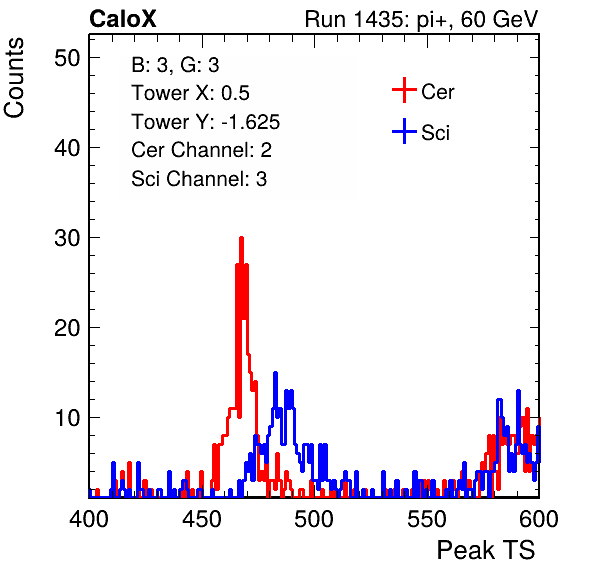 CaloX Run 1435: pi+, 60 GeV
Counts
50
40
30
20
10
B: 3, G: 3
Tower X: 0.5
Tower Y: -1.625
Cer Channel: 2
Sci Channel: 3
Cer
Sci
400 450 500 550 600
Peak TS